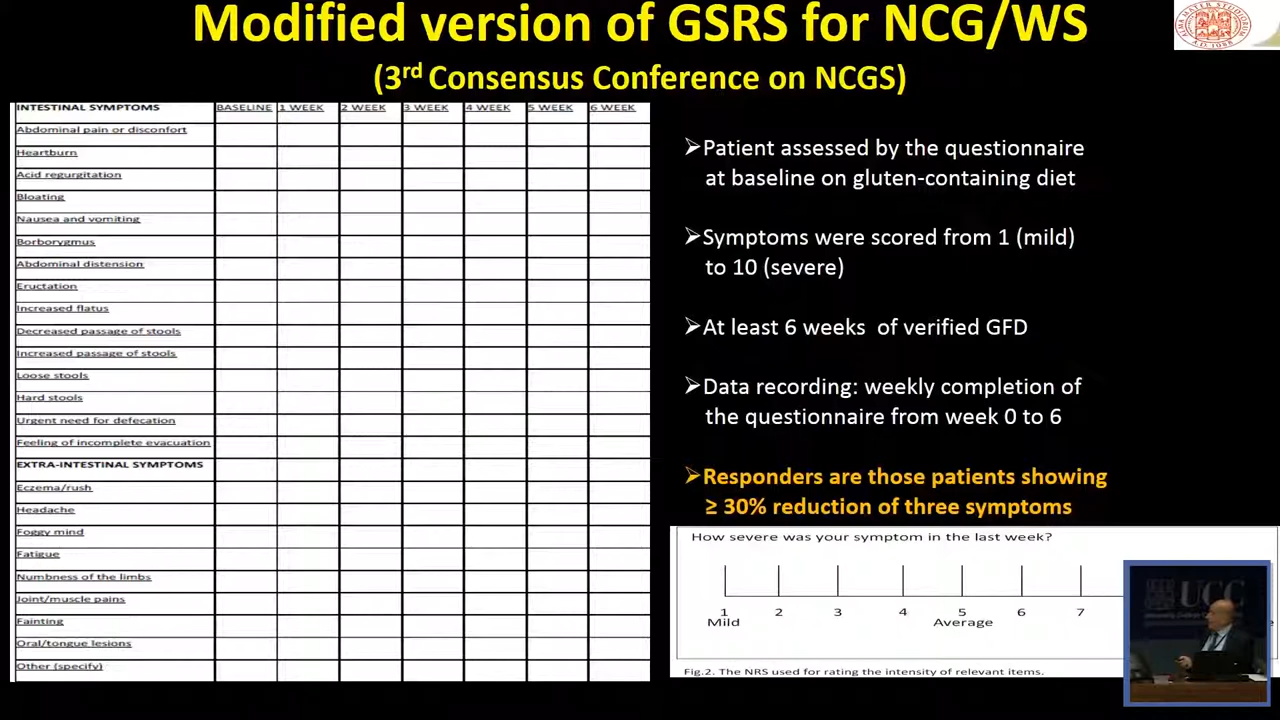 Modified version of GSRS for NCG/WS
(3rd Consensus Conference on NCGS)
INTESTINAL SYMPTOMS BASELINE 1 WEEK 2 WEEK 3 WEEK 4 WEEK 5 WEEK 6 WEEK
Abdominal pain or disconfort
Heartburn
Acid regurgitation
Bloating
Nausea and vomiting
Borborygmus
Abdominal distension
Eructation
Increased flatus
Decreased passage of stools
Increased passage of stools
Loose stools
Hard stools
Urgent need for defecation
Feeling of incomplete evacuation
EXTRA-INTESTINAL SYMPTOMS
Eczema/rush
Headache
Foggy mind
Fatigue
Numbness of the limbs
Joint/muscle pains
Fainting
Oral/tongue lesions
Other (specify)
➢Patient assessed by the questionnaire
at baseline on gluten-containing diet
➢Symptoms were scored from 1 (mild)
to 10 (severe)
➢At least 6 weeks of verified GFD
➢Data recording: weekly completion of
the questionnaire from week 0 to 6
➢Responders are those patients showing
≥ 30% reduction of three symptoms
How severe was your symptom in the last week?
1 2 3 4 5 6 7
Mild Average
Fig.2. The NRS used for rating the intensity of relevant items.
UCC